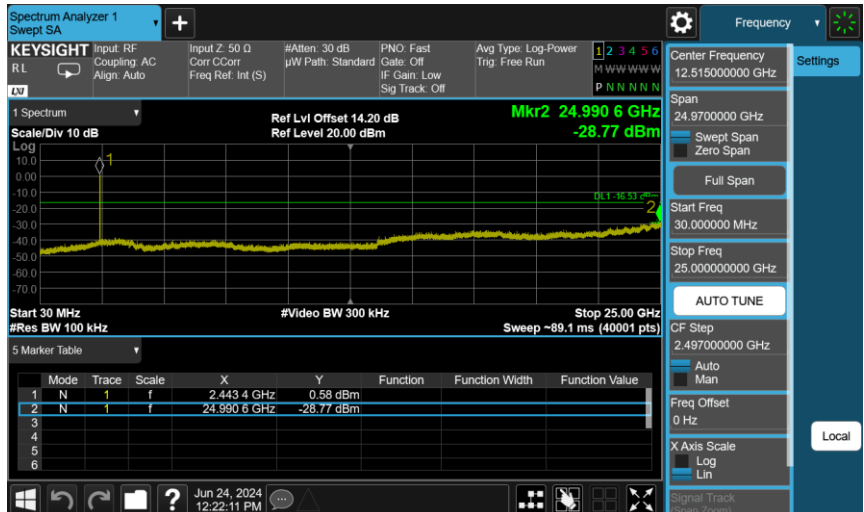 Spectrum Analyzer 1
Swept SA
+
Frequency
KEYSIGHT
RL
LXI
Input: RF
Coupling: AC
Align: Auto
Input Z: 50 Ω
Corr CCorr
Freq Ref: Int (S)
#Atten: 30 dB
µW Path: Standard
PNO: Fast
Gate: Off
IF Gain: Low
Sig Track: Off
Avg Type: Log-Power
Trig: Free Run
1 2 3 4 5 6
M W W W W W
P N N N N N
1 Spectrum
Scale/Div 10 dB
Ref Lvl Offset 14.20 dB
Ref Level 20.00 dBm
Mkr2 24.990 6 GHz
-28.77 dBm
Log
10.0
0.00
-10.0
-20.0
-30.0
-40.0
-50.0
-60.0
-70.0
1
DL1 -16.53 dBm
2
Start 30 MHz
#Res BW 100 kHz
#Video BW 300 kHz
Stop 25.00 GHz
Sweep ~89.1 ms (40001 pts)
5 Marker Table
Mode Trace Scale X Y Function Function Width Function Value
1 N 1 f 2.443 4 GHz 0.58 dBm
2 N 1 f 24.990 6 GHz -28.77 dBm
3
4
5
6
Jun 24, 2024
12:22:11 PM
?
Settings
Center Frequency
12.515000000 GHz
Span
24.9700000 GHz
Swept Span
Zero Span
Full Span
Start Freq
30.000000 MHz
Stop Freq
25.000000000 GHz
AUTO TUNE
CF Step
2.497000000 GHz
Auto
Man
Freq Offset
0 Hz
X Axis Scale
Log
Lin
Signal Track
(Span Zoom)
Local